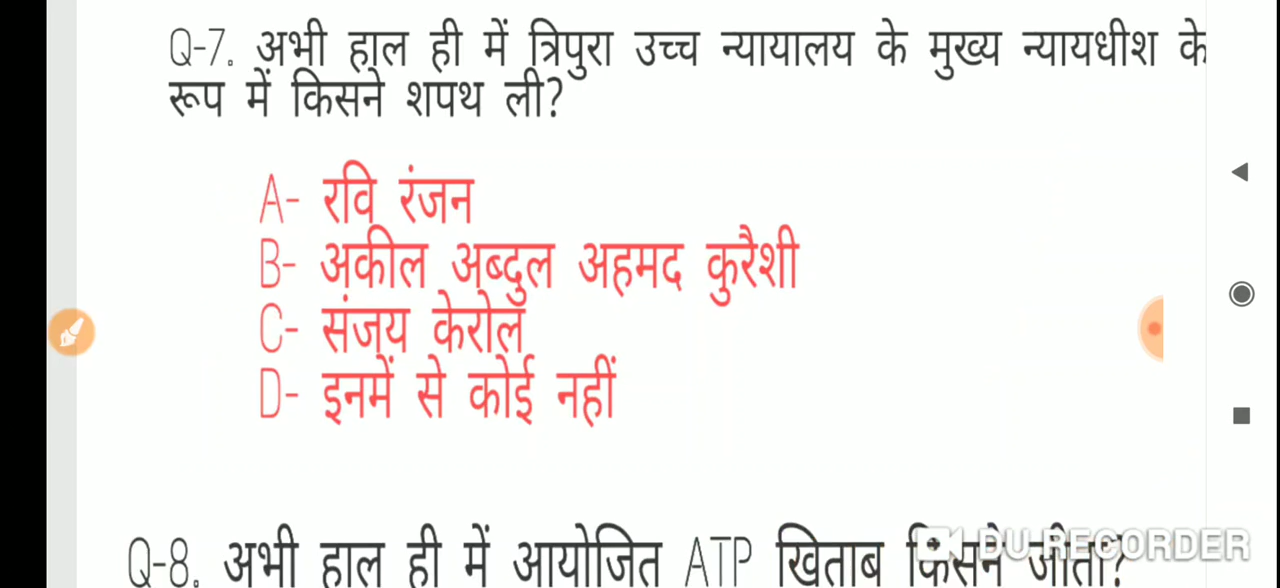 Q-7. अभी हाल ही में त्रिपुरा उच्च न्यायालय के मुख्य न्यायधीश के
रूप में किसने शपथ ली?
A- रवि रंजन
B- अकील अब्दुल अहमद कुरैशी
C- संजय केरोल
D- इनमें से कोई नहीं
Q-8. अभी हाल ही में आयोजित ATP खिताब किसने जीता?
DU RECORDER